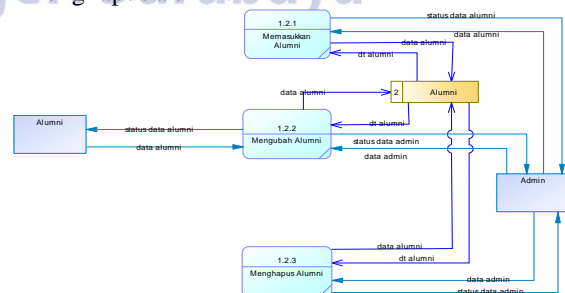 1.2.1
Memasukkan
Alumni
status data alumni
data alumni
data alumni
dt alumni
data alumni
2
Alumni
dt alumni
Alumni
status data alumni
data alumni
1.2.2
Mengubah Alumni
status data admin
data admin
Admin
data alumni
dt alumni
1.2.3
Menghapus Alumni
data admin
status data admin